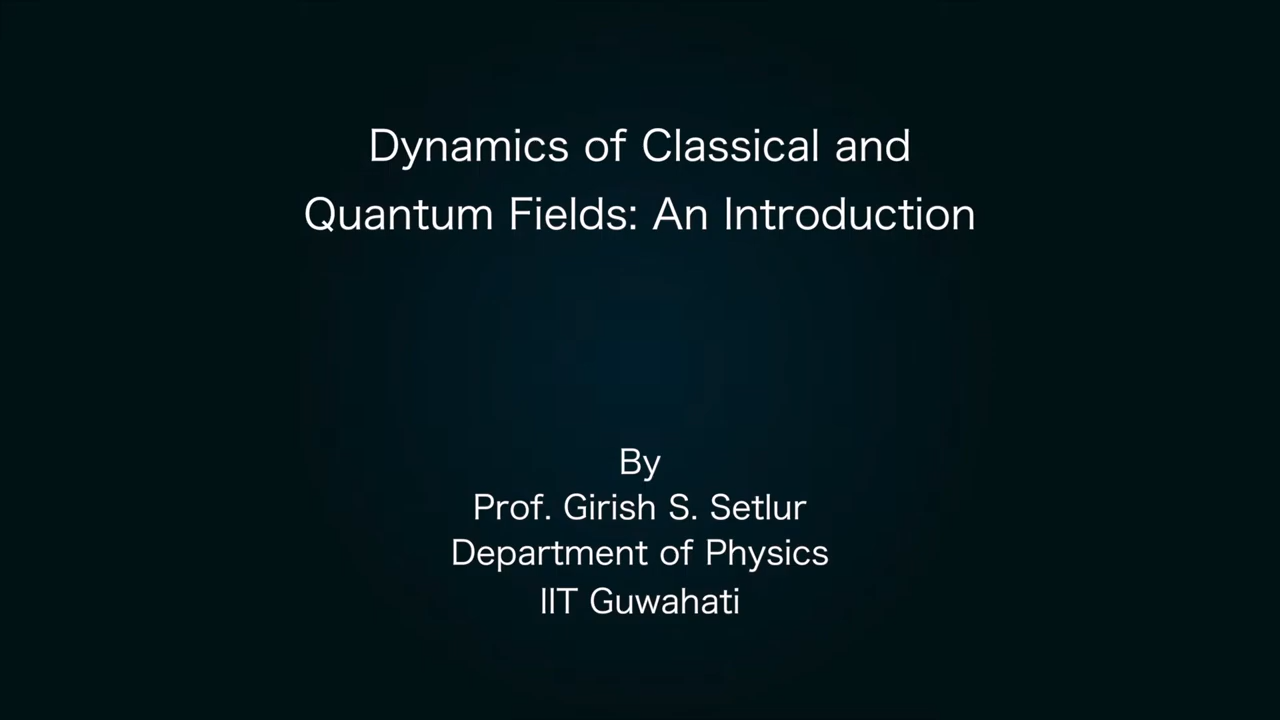 Dynamics of Classical and
Quantum Fields: An Introduction
By
Prof. Girish S. Setlur
Department of Physics
IIT Guwahati